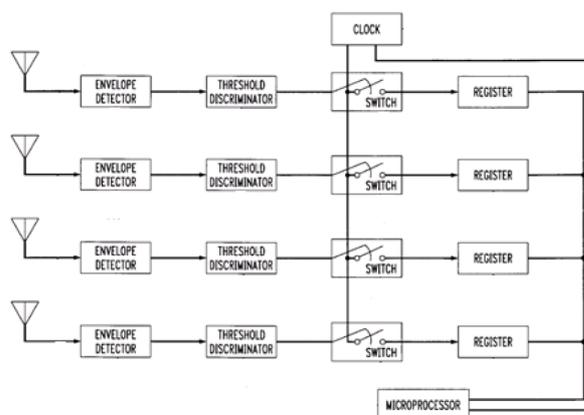 CLOCK
ENVELOPE
DETECTOR
THRESHOLD
DISCRIMINATOR
SWITCH
REGISTER
ENVELOPE
DETECTOR
THRESHOLD
DISCRIMINATOR
SWITCH
REGISTER
ENVELOPE
DETECTOR
THRESHOLD
DISCRIMINATOR
SWITCH
REGISTER
ENVELOPE
DETECTOR
THRESHOLD
DISCRIMINATOR
SWITCH
REGISTER
MICROPROCESSOR